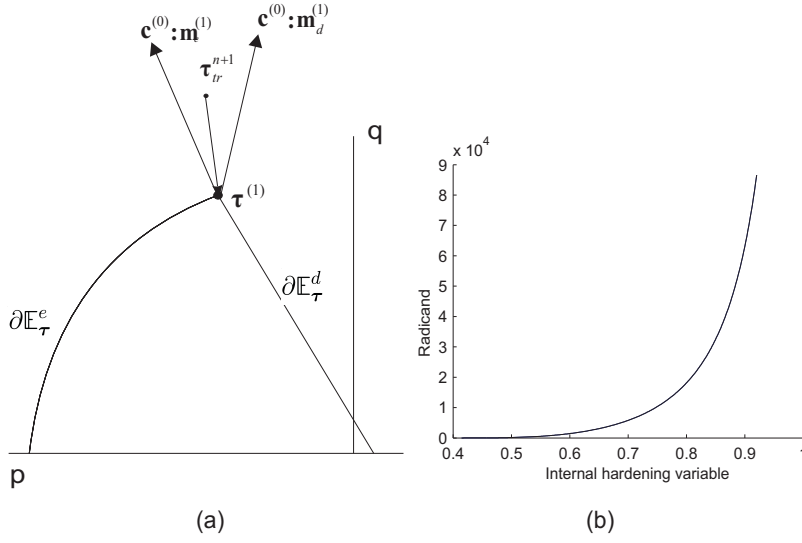 c^(0):m^(1) c_d^(0):m_d^(1)
τ_tr^{n+1}
q
τ^(1)
∂𝔼_τ^d
∂𝔼_τ^e
p
(a)
x 10^4
9
8
7
6
5
4
3
2
1
0
Radicand
0.4 0.5 0.6 0.7 0.8 0.9 1
Internal hardening variable
(b)